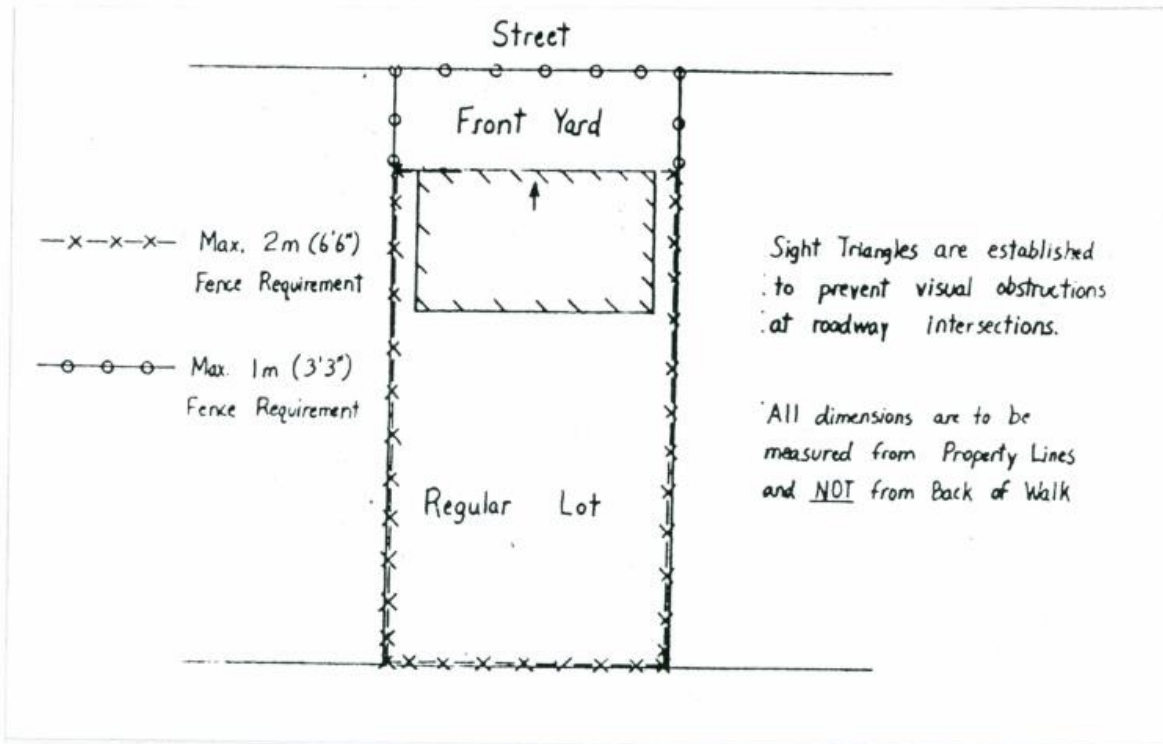 Street
Front Yard
Max. 2m (6'6")
Fence Requirement
Max. 1m (3'3")
Fence Requirement
Sight Triangles are established
to prevent visual obstructions
at roadway intersections.
All dimensions are to be
measured from Property Lines
and NOT from Back of Walk
Regular Lot